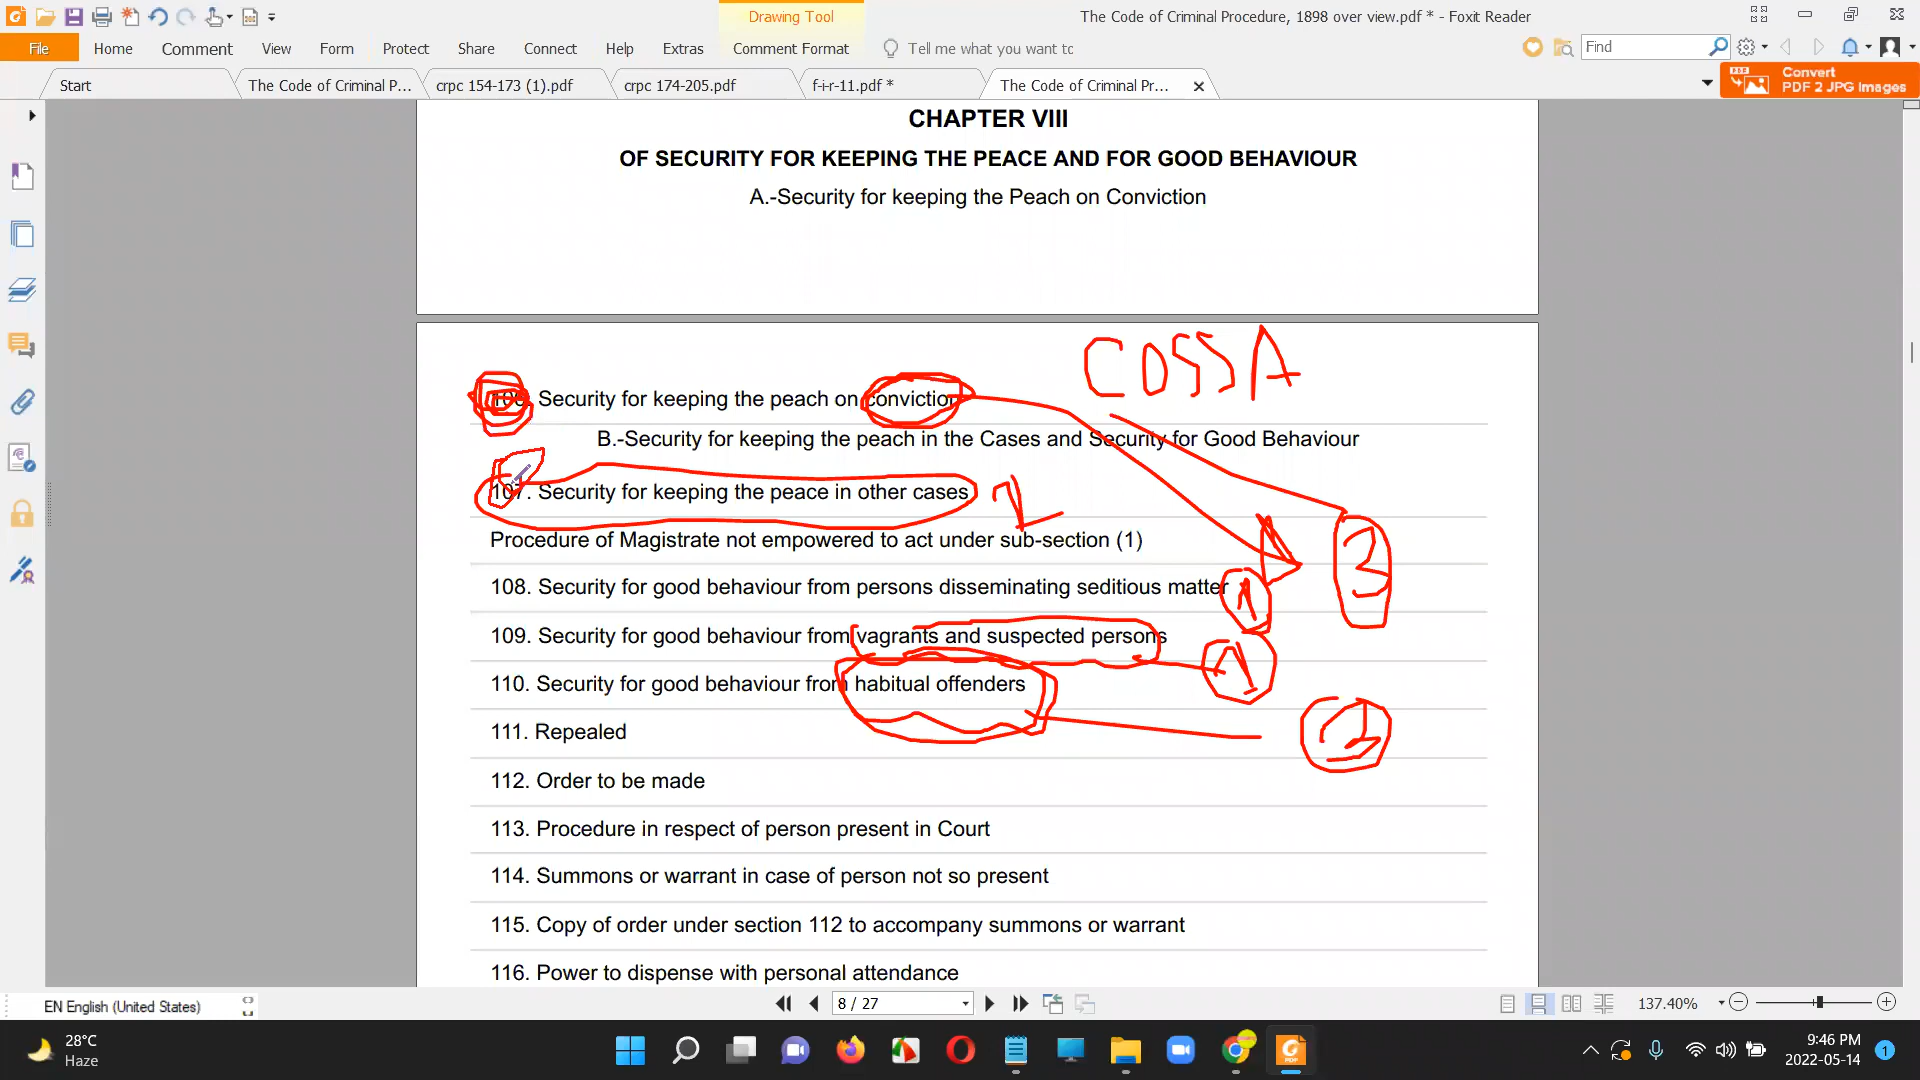 Drawing Tool
The Code of Criminal Procedure, 1898 over view.pdf * - Foxit Reader
File Home Comment View Form Protect Share Connect Help Extras Comment Format Tell me what you want to Find
Start The Code of Criminal P... crpc 154-173 (1).pdf crpc 174-205.pdf f-i-r-11.pdf * The Code of Criminal Pr...
Convert
PDF 2 JPG Images
CHAPTER VIII
OF SECURITY FOR KEEPING THE PEACE AND FOR GOOD BEHAVIOUR
A.-Security for keeping the Peach on Conviction
COSSA
106. Security for keeping the peach on conviction
B.-Security for keeping the peach in the Cases and Security for Good Behaviour
107. Security for keeping the peace in other cases
Procedure of Magistrate not empowered to act under sub-section (1)
3
108. Security for good behaviour from persons disseminating seditious matter 1
109. Security for good behaviour from vagrants and suspected persons 1
110. Security for good behaviour from habitual offenders
111. Repealed
112. Order to be made
113. Procedure in respect of person present in Court
114. Summons or warrant in case of person not so present
115. Copy of order under section 112 to accompany summons or warrant
116. Power to dispense with personal attendance
EN English (United States)
8 / 27
137.40%
28°C
Haze
9:46 PM
2022-05-14
1